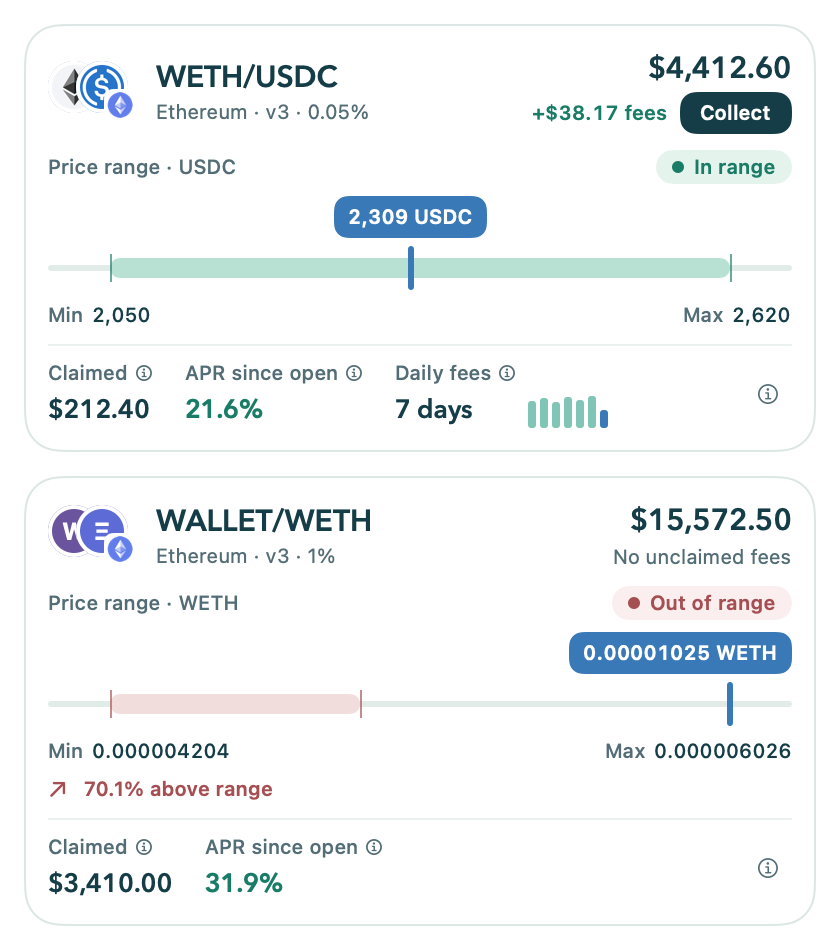 WETH/USDC
$4,412.60
Ethereum · v3 · 0.05%
+$38.17 fees
Collect
Price range · USDC
In range
2,309 USDC
Min 2,050
Max 2,620
Claimed
APR since open
Daily fees
$212.40
21.6%
7 days
W
WALLET/WETH
$15,572.50
Ethereum · v3 · 1%
No unclaimed fees
Price range · WETH
Out of range
0.00001025 WETH
Min 0.000004204
Max 0.000006026
70.1% above range
Claimed
APR since open
$3,410.00
31.9%